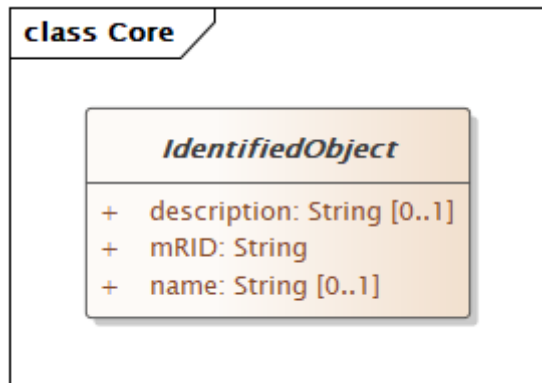 class Core
IdentifiedObject
+ description: String [0..1]
+ mRID: String
+ name: String [0..1]